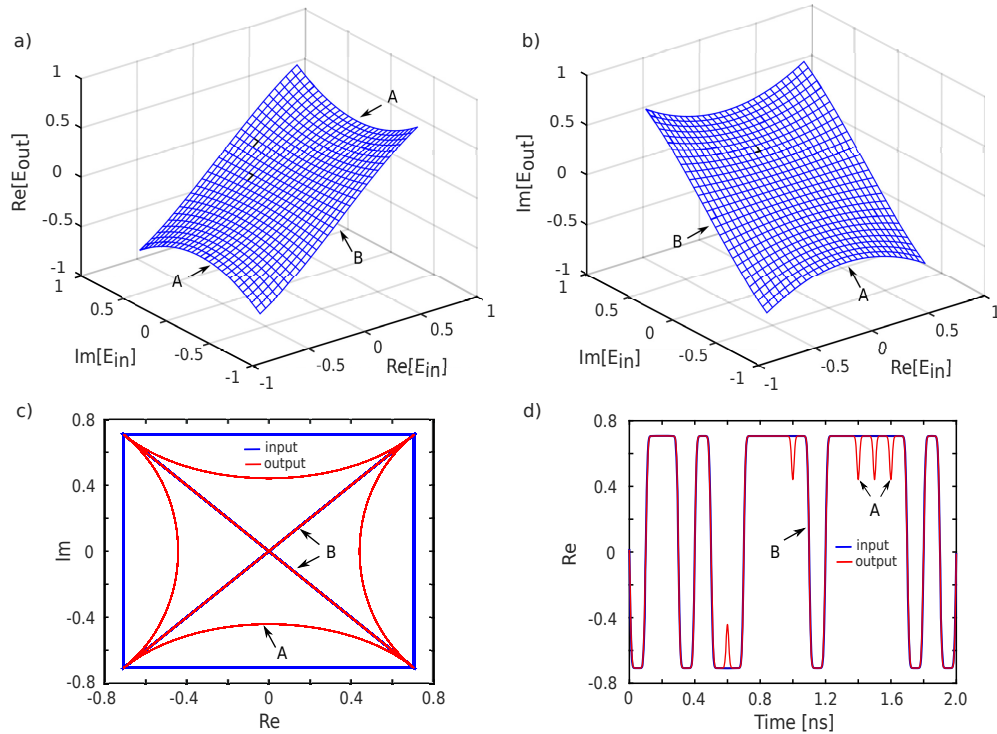 a)
1
0.5
0
-0.5
-1
Re[Eout]
1
0.5
0
-0.5
-1
Im[Ein]
-1
-0.5
0
0.5
1
Re[Ein]
A
A
B
b)
1
0.5
0
-0.5
-1
Im[Eout]
1
0.5
0
-0.5
-1
Im[Ein]
-1
-0.5
0
0.5
1
Re[Ein]
B
A
c)
0.8
0.4
0
-0.4
-0.8
Im
-0.8
-0.4
0
0.4
0.8
Re
input
output
B
A
d)
0.8
0.4
0
-0.4
-0.8
Re
0
0.4
0.8
1.2
1.6
2.0
Time [ns]
A
B
input
output